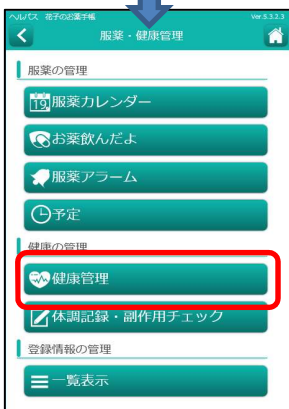 ヘルパス 花子のお薬手帳 Ver.5.3.2.3
服薬・健康管理
服薬の管理
19 服薬カレンダー
お薬飲んだよ
服薬アラーム
予定
健康の管理
健康管理
体調記録・副作用チェック
登録情報の管理
一覧表示